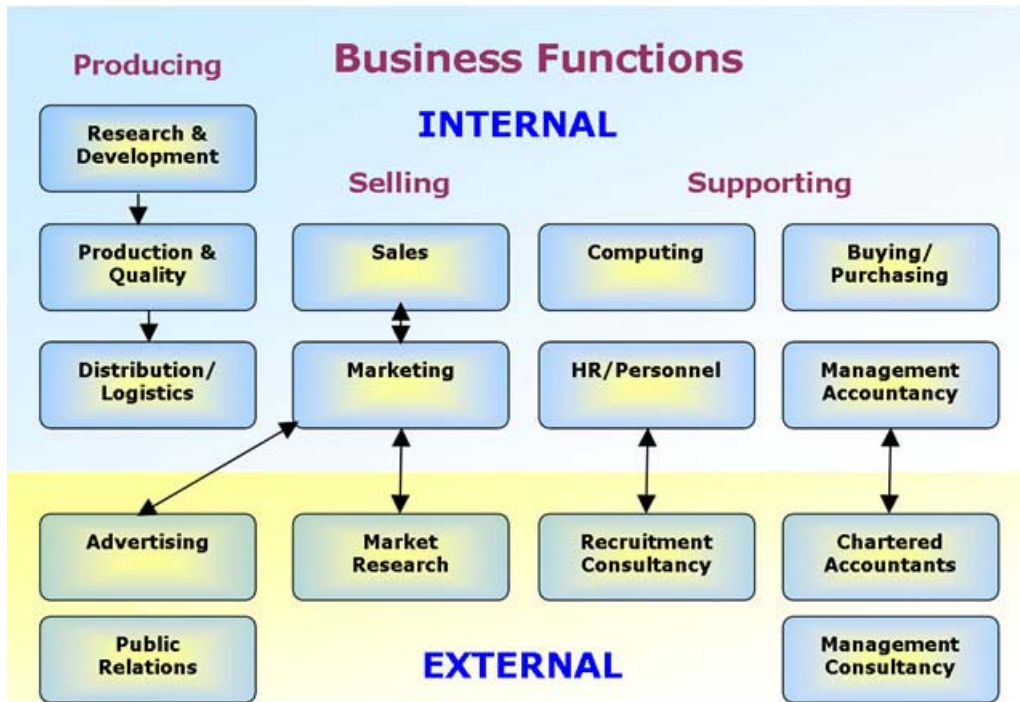 Producing
Business Functions
INTERNAL
Research &
Development
Selling
Supporting
Production &
Quality
Sales
Computing
Buying/
Purchasing
Distribution/
Logistics
Marketing
HR/Personnel
Management
Accountancy
Advertising
Market
Research
Recruitment
Consultancy
Chartered
Accountants
Public
Relations
EXTERNAL
Management
Consultancy